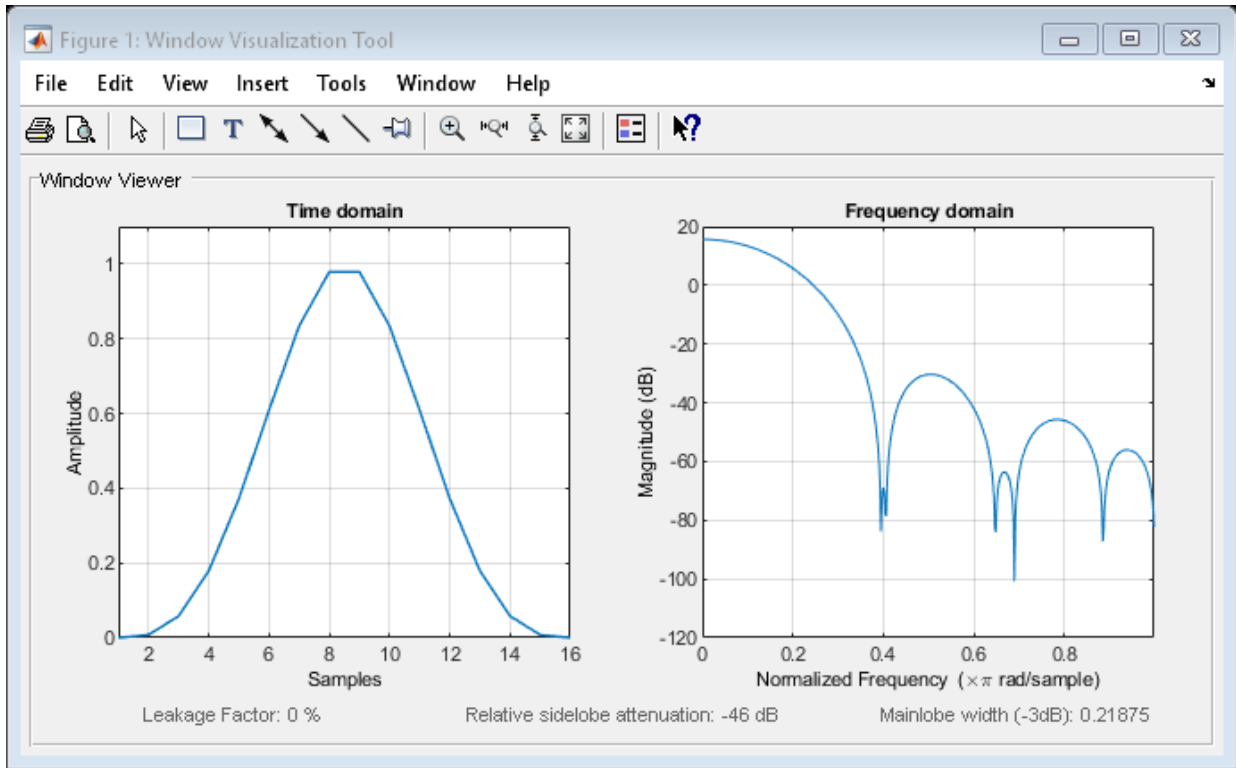 Figure 1: Window Visualization Tool
File Edit View Insert Tools Window Help
T
?
Window Viewer
Time domain
1
0.8
0.6
0.4
0.2
0
Amplitude
2 4 6 8 10 12 14 16
Samples
Frequency domain
20
0
-20
-40
-60
-80
-100
-120
Magnitude (dB)
0 0.2 0.4 0.6 0.8
Normalized Frequency (×π rad/sample)
Leakage Factor: 0 % Relative sidelobe attenuation: -46 dB Mainlobe width (-3dB): 0.21875